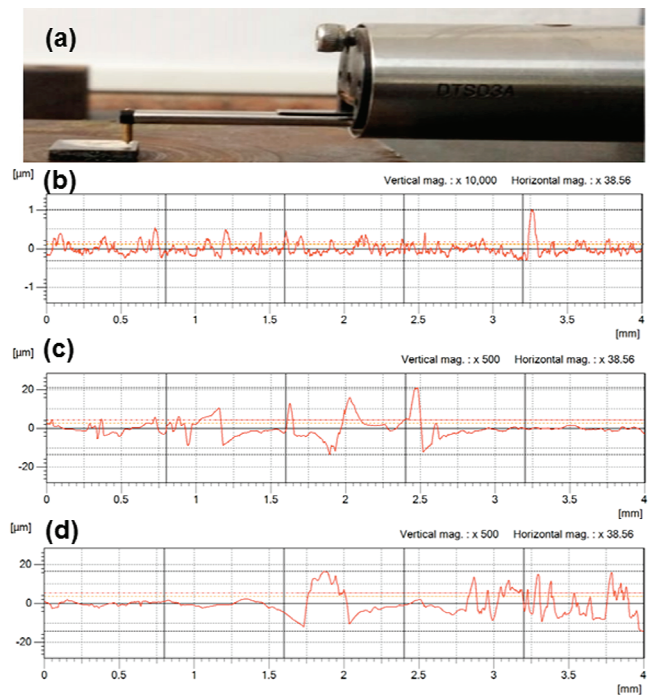 (a)
DTSD34
[µm] (b) Vertical mag. : x 10,000 Horizontal mag. : x 38.56
1
0
-1
0 0.5 1 1.5 2 2.5 3 3.5 4
[mm]
[µm] (c) Vertical mag. : x 500 Horizontal mag. : x 38.56
20
0
-20
0 0.5 1 1.5 2 2.5 3 3.5 4
[mm]
[µm] (d) Vertical mag. : x 500 Horizontal mag. : x 38.56
20
0
-20
0 0.5 1 1.5 2 2.5 3 3.5 4
[mm]